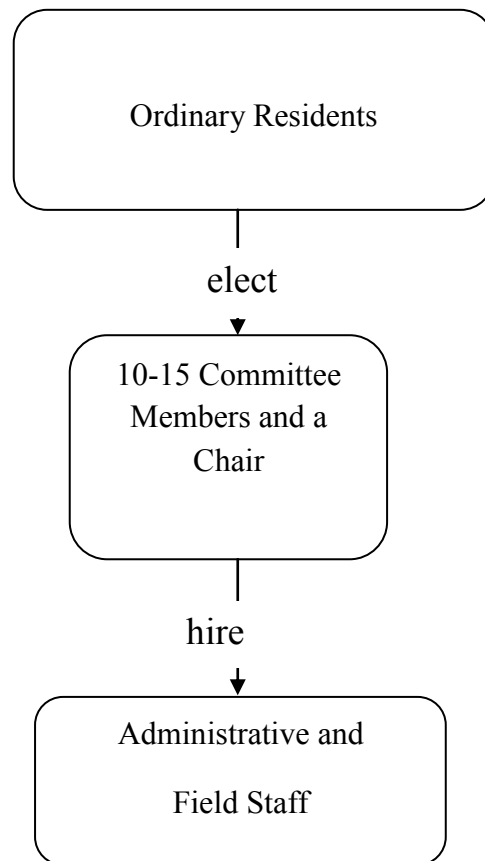 Ordinary Residents
elect
10-15 Committee
Members and a
Chair
hire
Administrative and
Field Staff